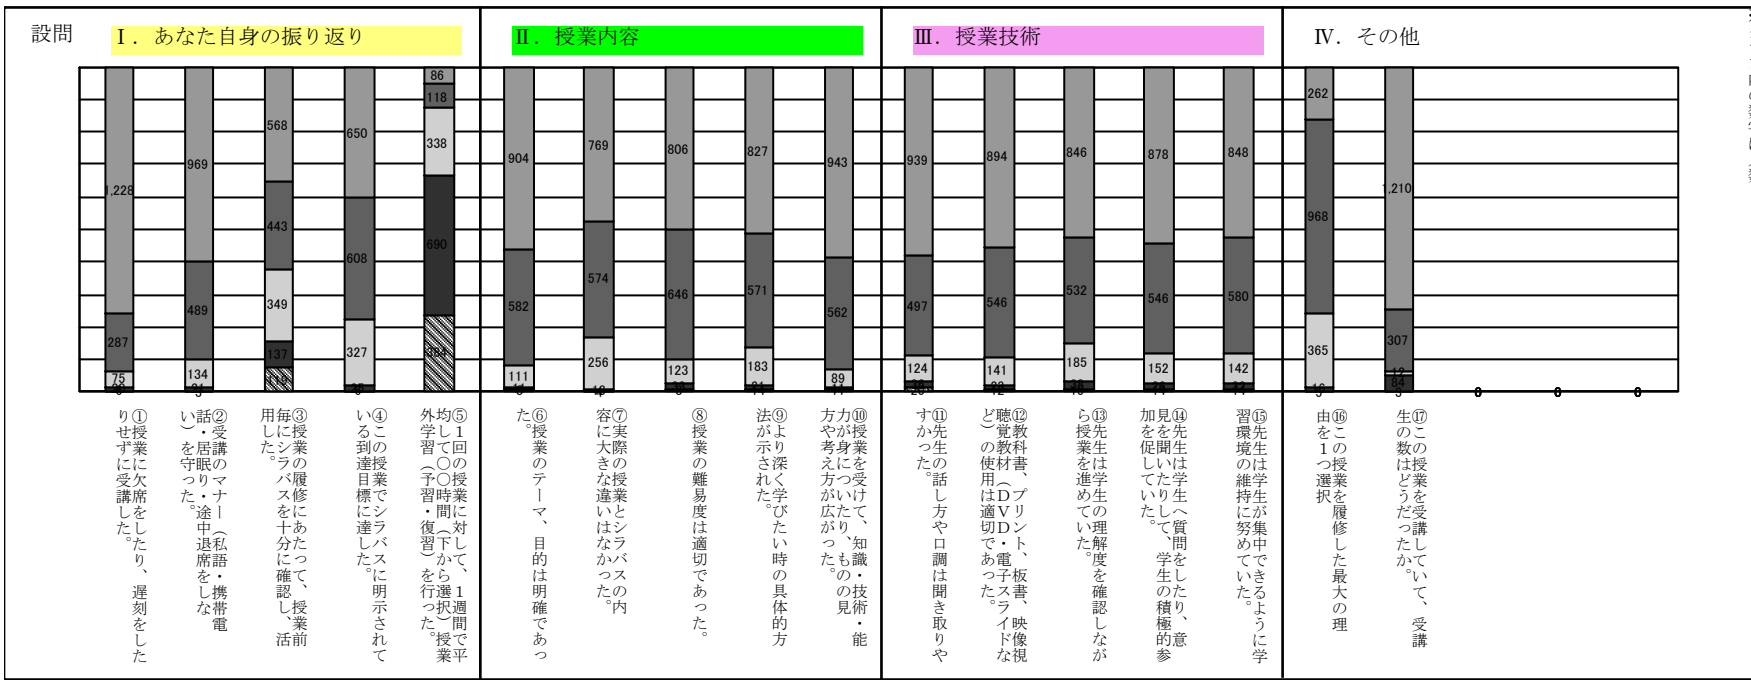 設問
Ⅰ．あなた自身の振り返り
Ⅱ．授業内容
Ⅲ．授業技術
Ⅳ．その他
1,228
287
75
969
489
134
568
443
349
137
119
650
608
327
86
118
338
690
384
904
582
111
769
574
256
806
646
123
827
571
183
943
562
89
939
497
124
894
546
141
846
532
185
878
546
152
848
580
142
262
968
365
1,210
307
12
84
0
0
0
①授業に欠席をしたり、遅刻をした
りせずに受講した。
②受講のマナー（私語・携帯電
話・居眠り・途中退席をしな
い）を守った。
③授業の履修にあたって、授業前
毎にシラバスを十分に確認し、活
用した。
④この授業でシラバスに明示されて
いる到達目標に達した。
⑤１回の授業に対して、１週間で平
均して〇〇時間（下から選択）授業
外学習（予習・復習）を行った。
⑥授業のテーマ、目的は明確であっ
た。
⑦実際の授業とシラバスの内
容に大きな違いはなかった。
⑧授業の難易度は適切であった。
⑨より深く学びたい時の具体的方
法が示された。
⑩授業を受けて、知識・技術・能
力が身についたり、ものの見
方や考え方が広がった。
⑪先生の話し方や口調は聞き取りや
すかった。
⑫教科書、プリント、板書、映像視
聴覚教材（ＤＶＤ・電子スライドな
ど）の使用は適切であった。
⑬先生は学生の理解度を確認しなが
ら授業を進めていた。
⑭先生は学生へ質問をしたり、意
見を聞いたりして、学生の積極的参
加を促していた。
⑮先生は学生が集中できるように学
習環境の維持に努めていた。
⑯この授業を履修した最大の理
由を１つ選択
⑰この授業を受講していて、受講
生の数はどうだったか。